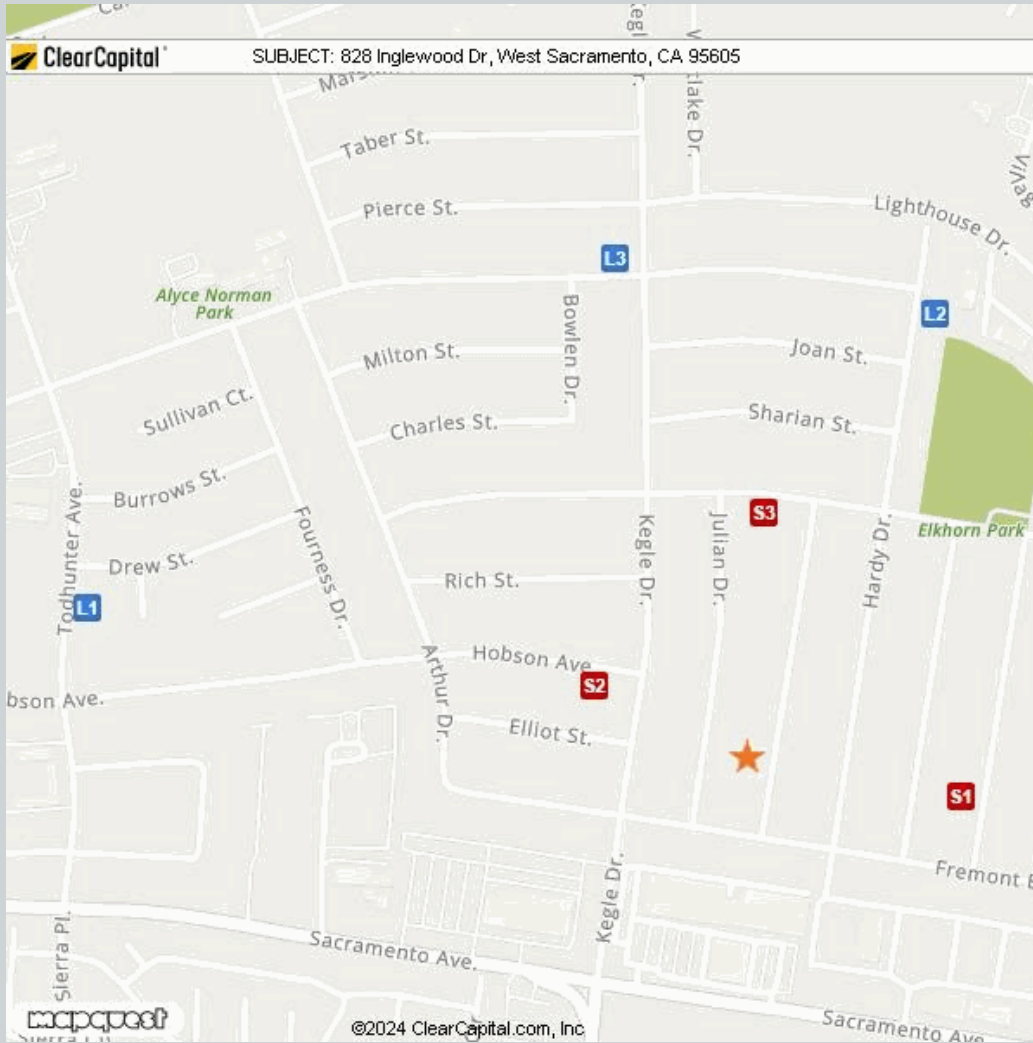 ClearCapital SUBJECT: 828 Inglewood Dr, West Sacramento, CA 95605
Taber St.
Pierce St.
Lighthouse Dr.
L3
Alyce Norman
Park
Bowlen Dr.
L2
Milton St.
Joan St.
Sullivan Ct.
Charles St.
Sharian St.
Burrows St.
Todhunter Ave.
Fourness Dr.
Kegle Dr.
Julian Dr.
S3
Hardy Dr.
Elkhorn Park
Drew St.
Rich St.
L1
Arthur Dr.
Hobson Ave
S2
bson Ave.
Elliot St.
S1
Fremont
Kegle Dr.
Sierra Pl.
Sacramento Ave.
mapquest
©2024 ClearCapital.com, Inc
Sacramento Ave